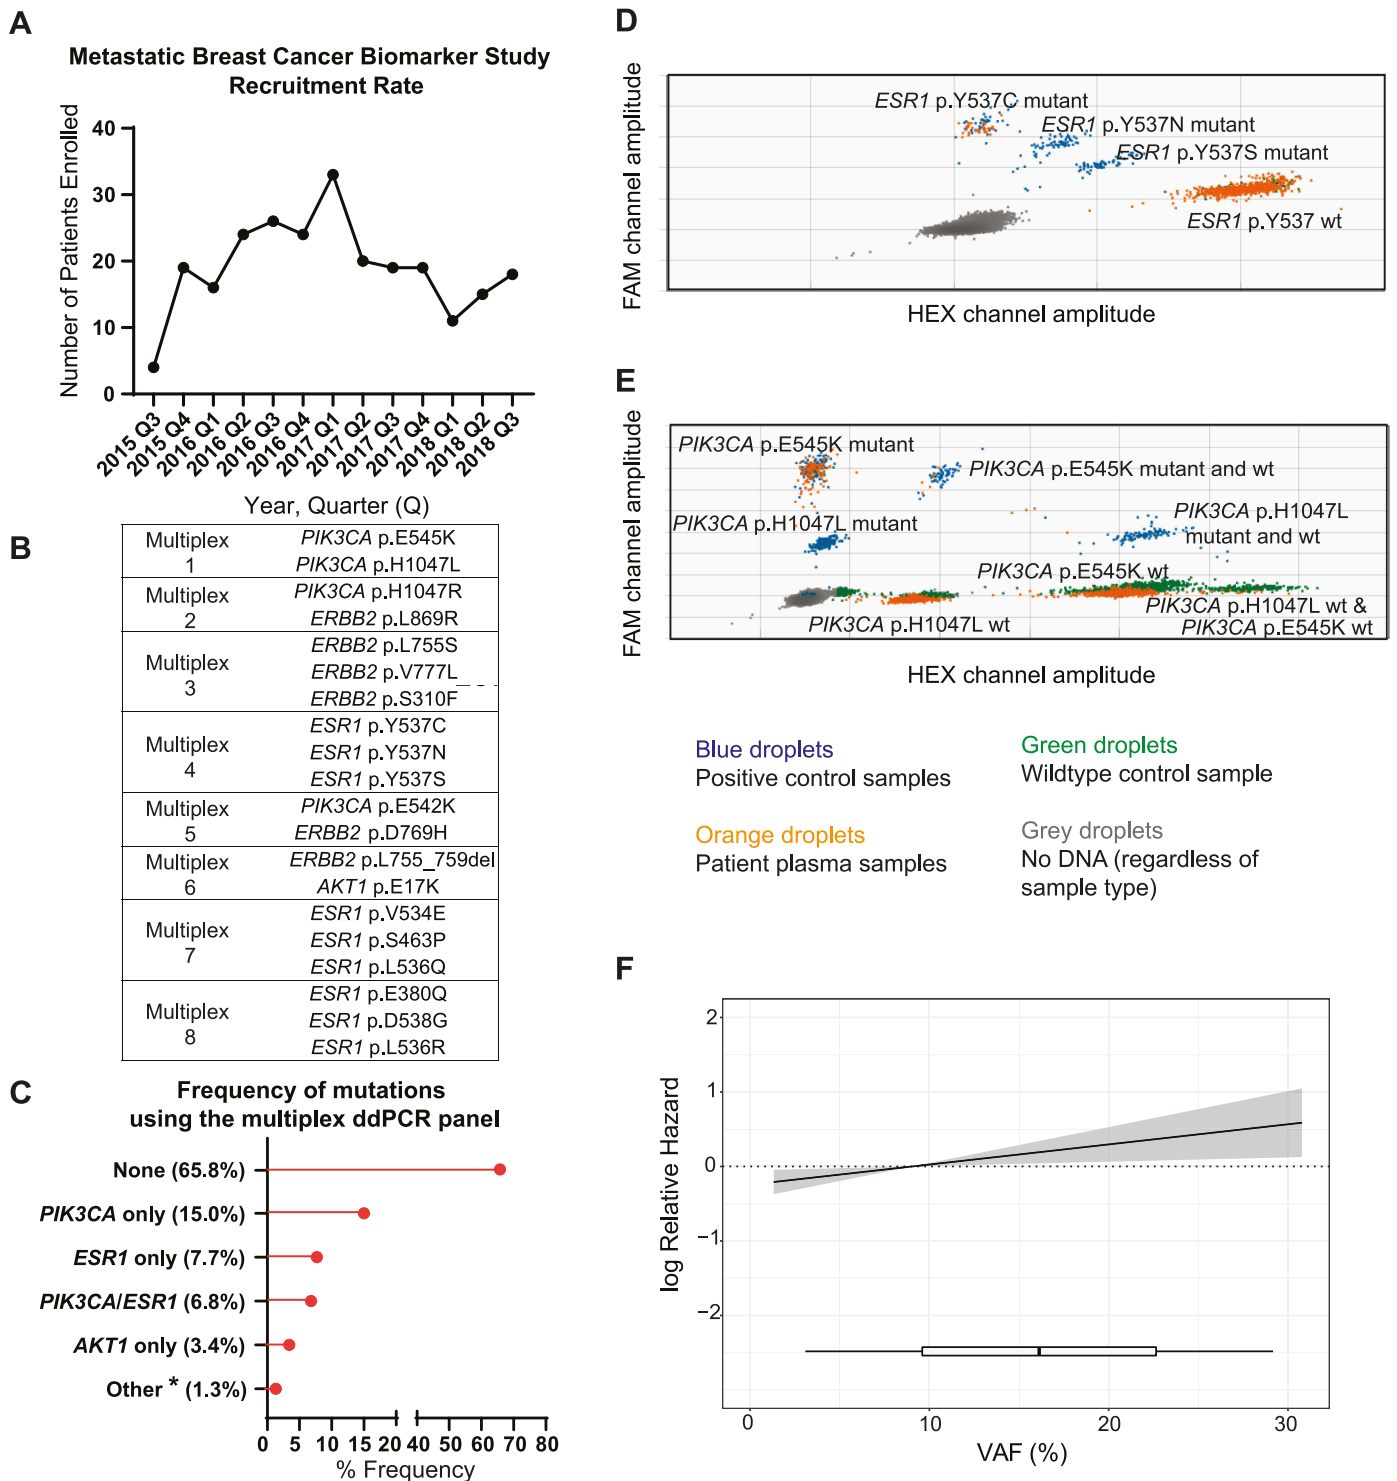 A
Metastatic Breast Cancer Biomarker Study
Recruitment Rate
Number of Patients Enrolled
40
30
20
10
0
2015 Q3
2015 Q4
2016 Q1
2016 Q2
2016 Q3
2016 Q4
2017 Q1
2017 Q2
2017 Q3
2017 Q4
2018 Q1
2018 Q2
2018 Q3
Year, Quarter (Q)
B
Multiplex 1
PIK3CA p.E545K
PIK3CA p.H1047L
Multiplex 2
PIK3CA p.H1047R
ERBB2 p.L869R
Multiplex 3
ERBB2 p.L755S
ERBB2 p.V777L
ERBB2 p.S310F
Multiplex 4
ESR1 p.Y537C
ESR1 p.Y537N
ESR1 p.Y537S
Multiplex 5
PIK3CA p.E542K
ERBB2 p.D769H
Multiplex 6
ERBB2 p.L755_759del
AKT1 p.E17K
Multiplex 7
ESR1 p.V534E
ESR1 p.S463P
ESR1 p.L536Q
Multiplex 8
ESR1 p.E380Q
ESR1 p.D538G
ESR1 p.L536R
C
Frequency of mutations
using the multiplex ddPCR panel
None (65.8%)
PIK3CA only (15.0%)
ESR1 only (7.7%)
PIK3CA/ESR1 (6.8%)
AKT1 only (3.4%)
Other * (1.3%)
0 5 15 20 40 60 70 80
% Frequency
D
FAM channel amplitude
ESR1 p.Y537C mutant
ESR1 p.Y537N mutant
ESR1 p.Y537S mutant
ESR1 p.Y537 wt
HEX channel amplitude
E
FAM channel amplitude
PIK3CA p.E545K mutant
PIK3CA p.E545K mutant and wt
PIK3CA p.H1047L mutant
PIK3CA p.H1047L
mutant and wt
PIK3CA p.E545K wt
PIK3CA p.H1047L wt
PIK3CA p.H1047L wt &
PIK3CA p.E545K wt
HEX channel amplitude
Blue droplets
Positive control samples
Green droplets
Wildtype control sample
Orange droplets
Patient plasma samples
Grey droplets
No DNA (regardless of
sample type)
F
log Relative Hazard
2
1
0
−1
−2
0 10 20 30
VAF (%)